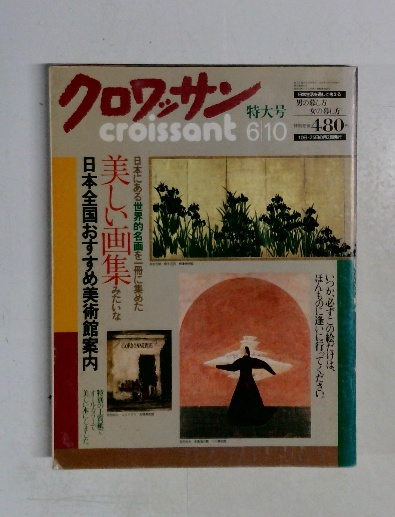 クロワッサン
特大号
croissant 6/10
男の暮し方
女の暮し方
480
日本にある世界的名画を一冊に集めた
美しい画集みたいな
日本全国おすすめ美術館案内
いつか、必ずこの絵だけは、
ほんものに逢いに行ってください。